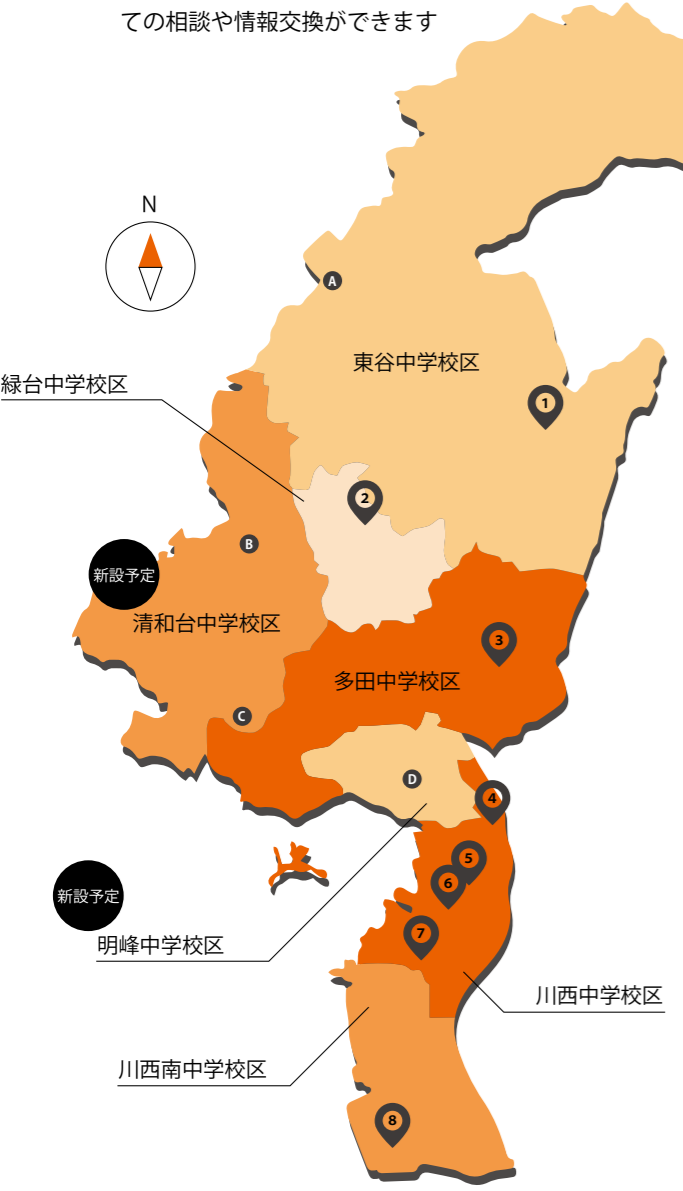 ての相談や情報交換ができます
N
A
東谷中学校区
緑台中学校区
1
2
B
新設予定
清和台中学校区
3
多田中学校区
C
D
4
5
6
新設予定
7
明峰中学校区
川西中学校区
川西南中学校区
8